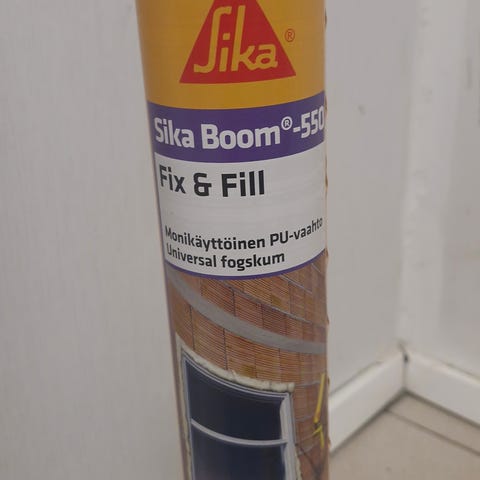 Sika®
Sika Boom®-550
Fix & Fill
Monikäyttöinen PU-vaahto
Universal fogskum